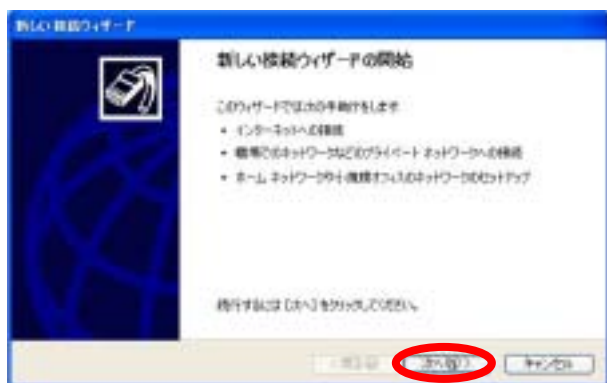 新しい接続ウィザード
新しい接続ウィザードの開始
このウィザードでは次の手助けをします
• インターネットへの接続
• 職場でのネットワークなどのプライベート ネットワークへの接続
• ホーム ネットワークや小規模オフィスのネットワークのセットアップ
続行するには [次へ] をクリックしてください。
次へ(N) > キャンセル